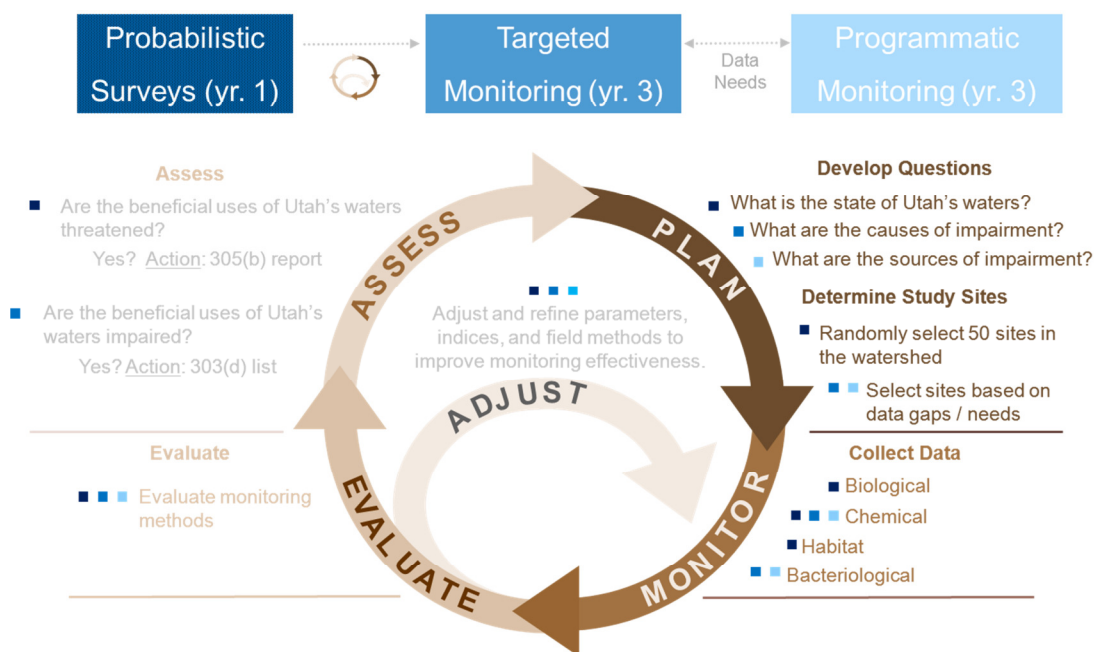 Probabilistic
Surveys (yr. 1)
Targeted
Monitoring (yr. 3)
Data
Needs
Programmatic
Monitoring (yr. 3)
Assess
Are the beneficial uses of Utah's waters
threatened?
Yes? Action: 305(b) report
Are the beneficial uses of Utah's
waters impaired?
Yes? Action: 303(d) list
Evaluate
Evaluate monitoring
methods
ASSESS
PLAN
MONITOR
EVALUATE
Adjust and refine parameters,
indices, and field methods to
improve monitoring effectiveness.
ADJUST
Develop Questions
What is the state of Utah's waters?
What are the causes of impairment?
What are the sources of impairment?
Determine Study Sites
Randomly select 50 sites in
the watershed
Select sites based on
data gaps / needs
Collect Data
Biological
Chemical
Habitat
Bacteriological